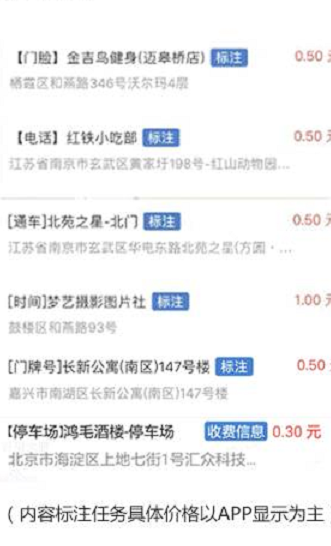 【门脸】金吉鸟健身(迈皋桥店) 标注 0.50 元
栖霞区和燕路346号沃尔玛4层
【电话】红铁小吃部 标注 0.50
江苏省南京市玄武区黄家圩198号-红山动物园...
[通车]北苑之星-北门 标注 0.50 元
江苏省南京市玄武区华电东路北苑之星(方圆·...
[时间]梦艺摄影图片社 标注 1.00 元
鼓楼区和燕路93号
[门牌号]长新公寓(南区)147号楼 标注 0.50
嘉兴市南湖区长新公寓(南区)147号楼
[停车场]鸿毛酒楼-停车场 收费信息 0.30 元
北京市海淀区上地七街1号汇众科技...
(内容标注任务具体价格以APP显示为主